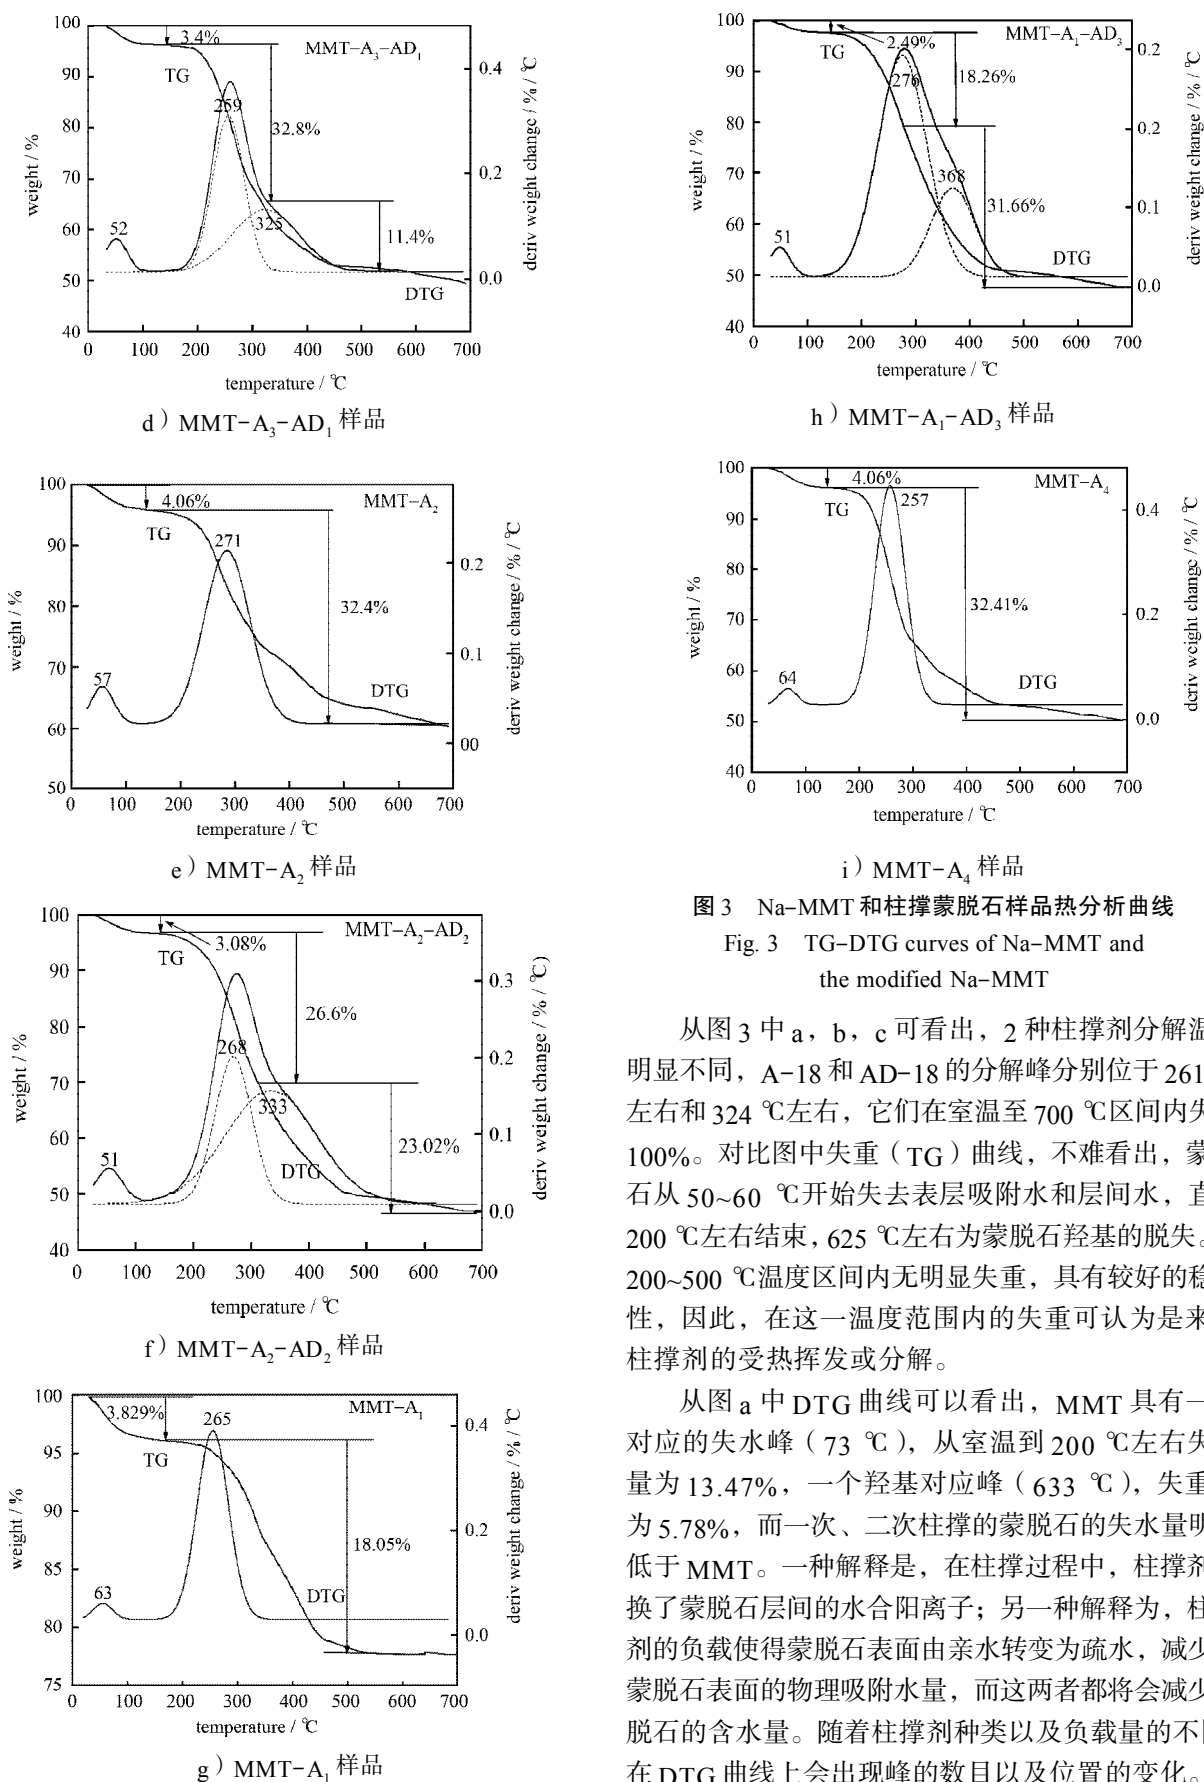 100
90
80
70
60
50
40
weight / %
3.4%
MMT-A₃-AD₁
TG
259
32.8%
325
11.4%
52
DTG
0.4
0.2
0.0
deriv weight change / % / ℃
0 100 200 300 400 500 600 700
temperature / ℃
d）MMT-A₃-AD₁ 样品
100
90
80
70
60
50
weight / %
4.06%
MMT-A₂
TG
271
32.4%
57
DTG
0.2
0.1
00
deriv weight change / % / ℃
0 100 200 300 400 500 600 700
temperature / ℃
e）MMT-A₂ 样品
100
90
80
70
60
50
40
weight / %
3.08%
MMT-A₂-AD₂
TG
26.6%
268
333
23.02%
51
DTG
0.3
0.2
0.1
0.0
deriv weight change / % / ℃)
0 100 200 300 400 500 600 700
temperature / ℃
f）MMT-A₂-AD₂ 样品
100
95
90
85
80
75
weight / %
3.829%
265
MMT-A₁
TG
18.05%
63
DTG
0.4
0.2
0.0
deriv weight change / % / ℃
0 100 200 300 400 500 600 700
temperature / ℃
g）MMT-A₁ 样品
100
90
80
70
60
50
40
weight / %
2.49%
MMT-A₁-AD₃
TG
276
18.26%
368
31.66%
51
DTG
0.2
0.2
0.1
0.0
deriv weight change / % / ℃
0 100 200 300 400 500 600 700
temperature / ℃
h）MMT-A₁-AD₃ 样品
100
90
80
70
60
50
40
weight / %
4.06%
MMT-A₄
TG
257
32.41%
64
DTG
0.4
0.2
0.0
deriv weight change / % / ℃
0 100 200 300 400 500 600 700
temperature / ℃
i）MMT-A₄ 样品
图 3 Na-MMT 和柱撑蒙脱石样品热分析曲线
Fig. 3 TG-DTG curves of Na-MMT and
the modified Na-MMT
从图 3 中 a，b，c 可看出，2 种柱撑剂分解温
明显不同，A-18 和 AD-18 的分解峰分别位于 261
左右和 324 ℃左右，它们在室温至 700 ℃区间内失
100%。对比图中失重（TG）曲线，不难看出，蒙
石从 50~60 ℃开始失去表层吸附水和层间水，直
200 ℃左右结束，625 ℃左右为蒙脱石羟基的脱失。
200~500 ℃温度区间内无明显失重，具有较好的稳
性，因此，在这一温度范围内的失重可认为是来
柱撑剂的受热挥发或分解。
从图 a 中 DTG 曲线可以看出，MMT 具有一
对应的失水峰（73 ℃），从室温到 200 ℃左右失
量为 13.47%，一个羟基对应峰（633 ℃），失重
为 5.78%，而一次、二次柱撑的蒙脱石的失水量明
低于 MMT。一种解释是，在柱撑过程中，柱撑剂
换了蒙脱石层间的水合阳离子；另一种解释为，柱
剂的负载使得蒙脱石表面由亲水转变为疏水，减少
蒙脱石表面的物理吸附水量，而这两者都将会减少
脱石的含水量。随着柱撑剂种类以及负载量的不同
在 DTG 曲线上会出现峰的数目以及位置的变化。